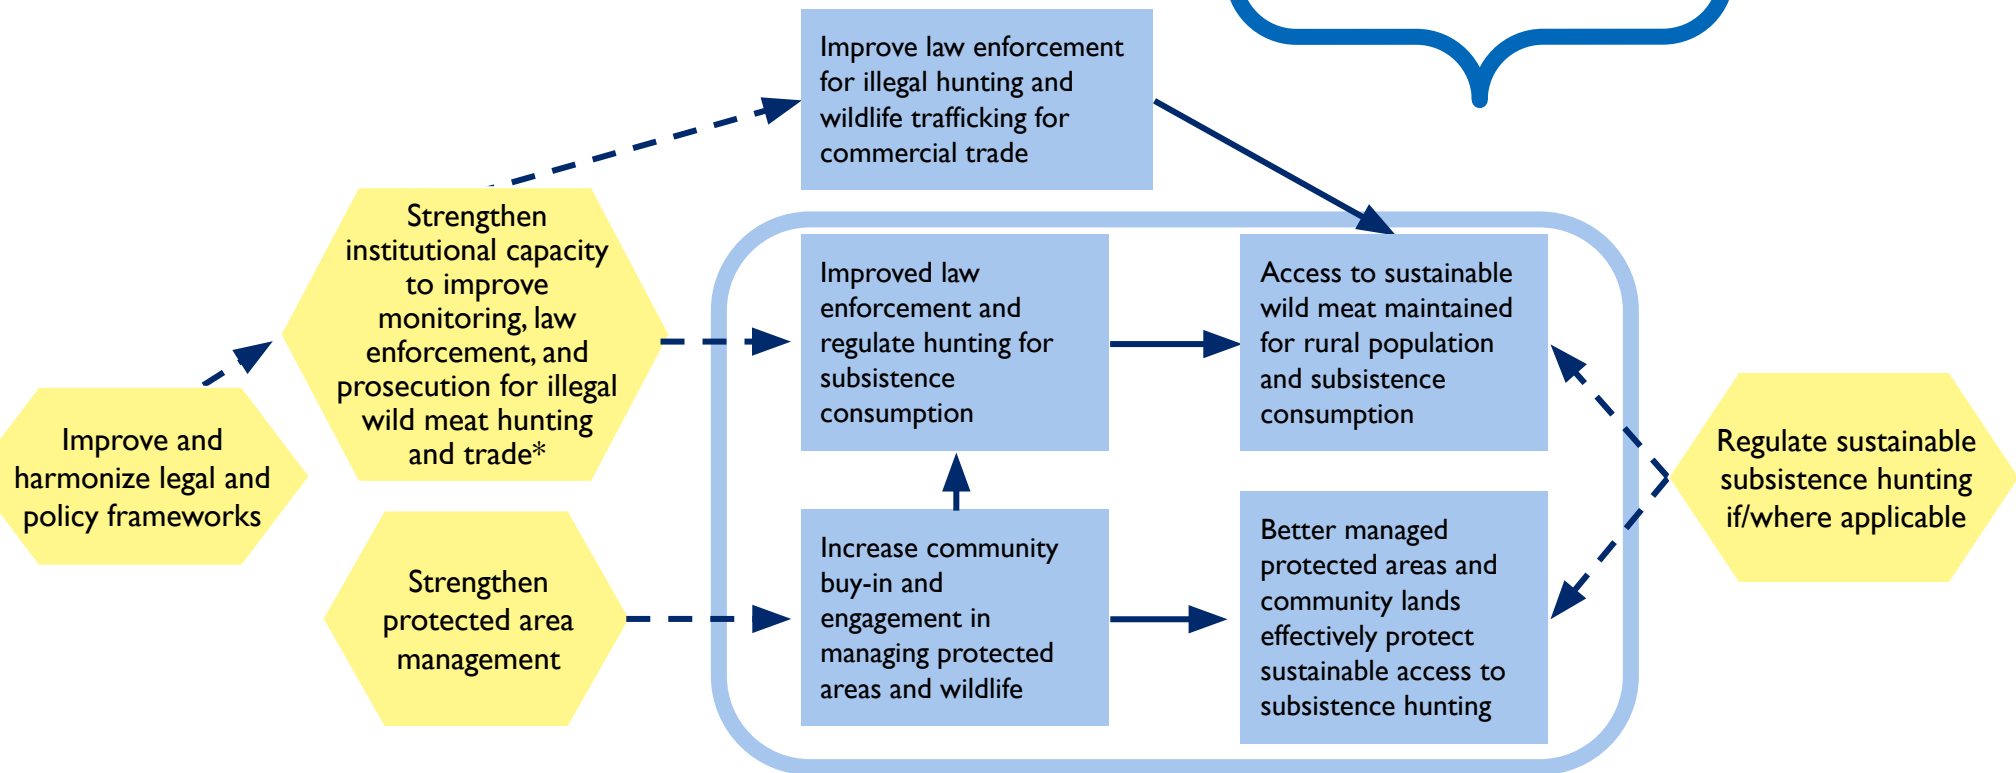 Improve law enforcement
for illegal hunting and
wildlife trafficking for
commercial trade
Strengthen
institutional capacity
to improve
monitoring, law
enforcement, and
prosecution for illegal
wild meat hunting
and trade*
Improved law
enforcement and
regulate hunting for
subsistence
consumption
Access to sustainable
wild meat maintained
for rural population
and subsistence
consumption
Improve and
harmonize legal and
policy frameworks
Regulate sustainable
subsistence hunting
if/where applicable
Strengthen
protected area
management
Increase community
buy-in and
engagement in
managing protected
areas and wildlife
Better managed
protected areas and
community lands
effectively protect
sustainable access to
subsistence hunting